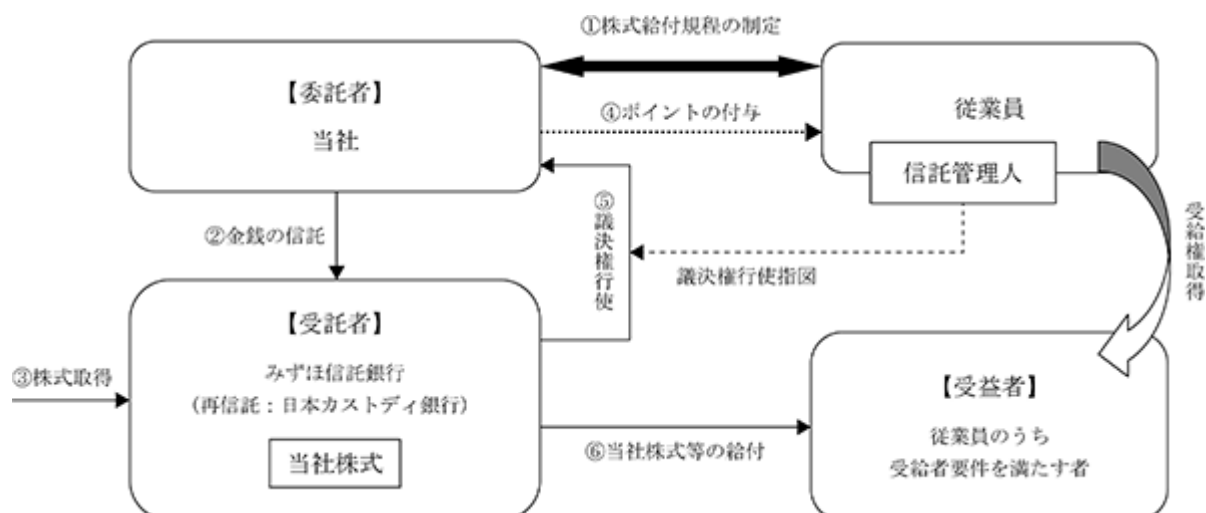 ①株式給付規程の制定
【委託者】
当社
④ポイントの付与
従業員
信託管理人
②金銭の信託
⑤議決権行使
議決権行使指図
受給権取得
【受託者】
みずほ信託銀行
（再信託：日本カストディ銀行）
当社株式
③株式取得
⑥当社株式等の給付
【受益者】
従業員のうち
受給者要件を満たす者